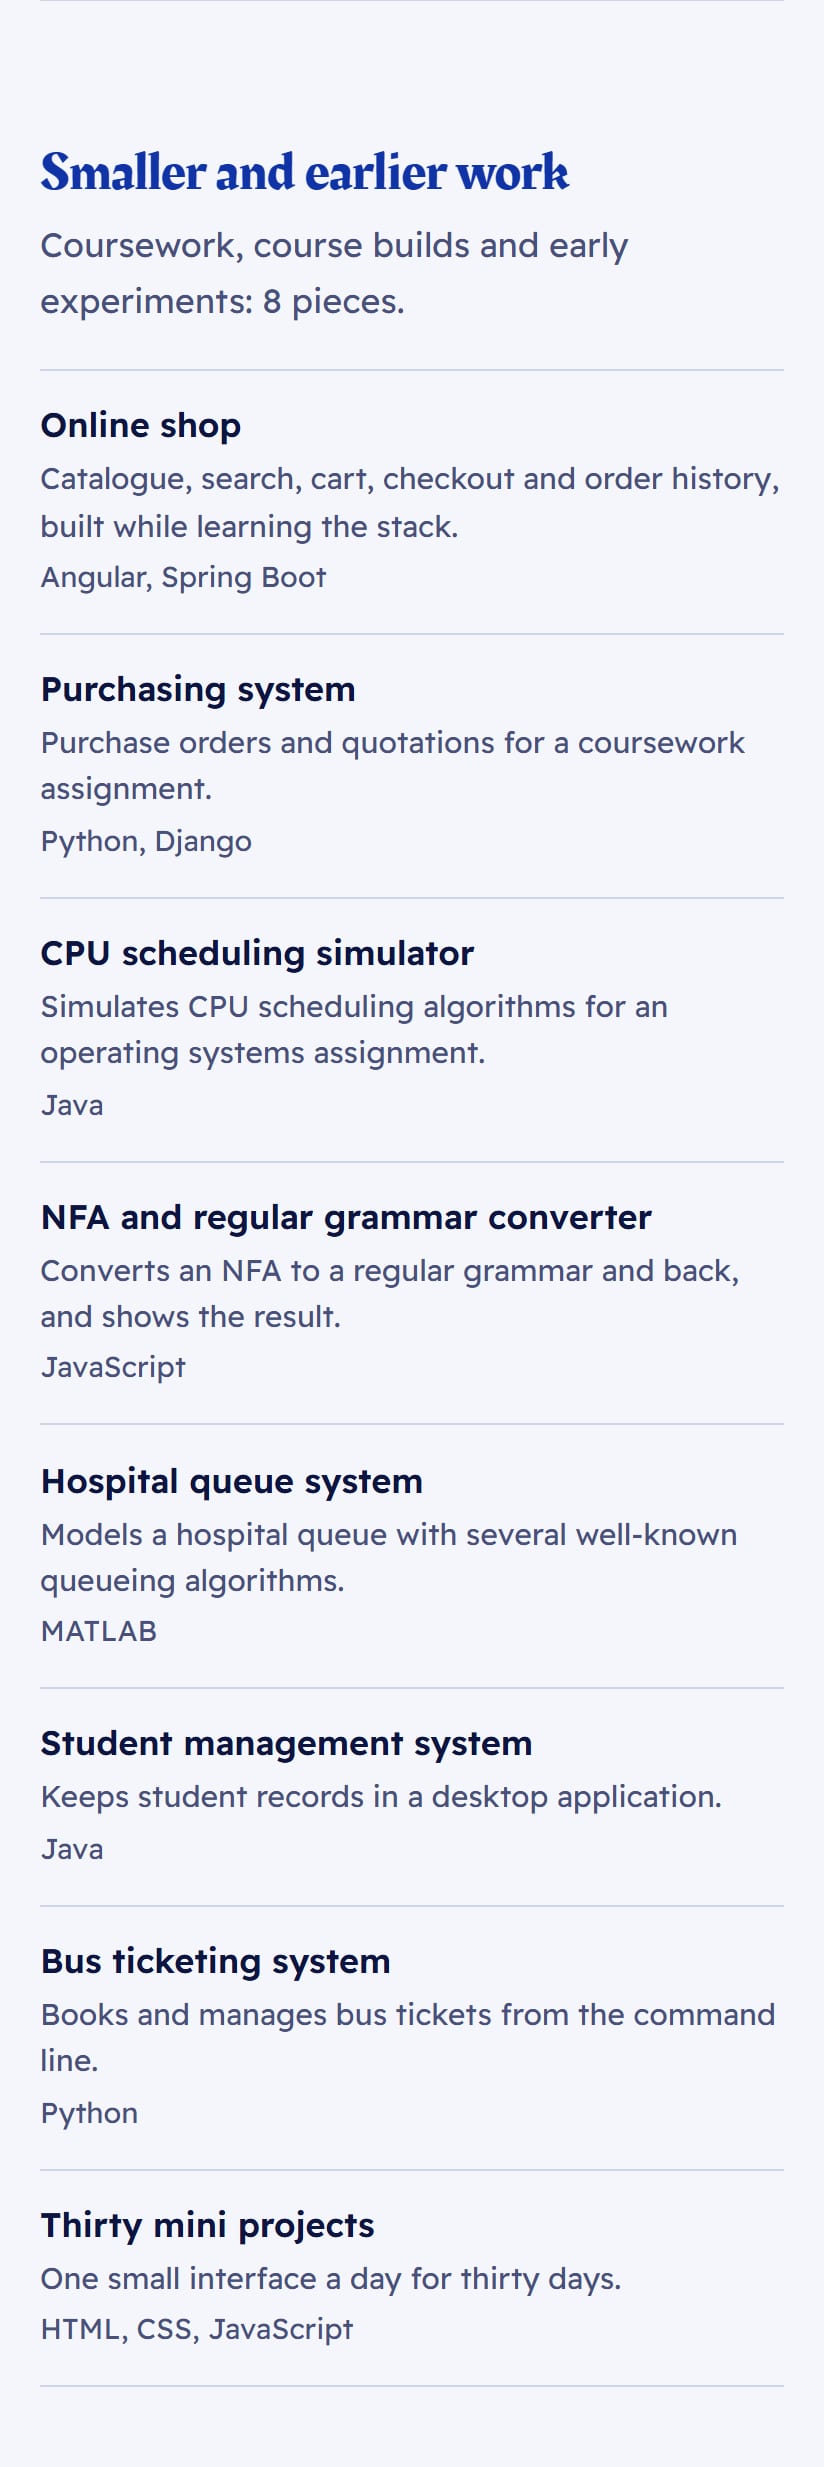 Smaller and earlier work
Coursework, course builds and early
experiments: 8 pieces.
Online shop
Catalogue, search, cart, checkout and order history,
built while learning the stack.
Angular, Spring Boot
Purchasing system
Purchase orders and quotations for a coursework
assignment.
Python, Django
CPU scheduling simulator
Simulates CPU scheduling algorithms for an
operating systems assignment.
Java
NFA and regular grammar converter
Converts an NFA to a regular grammar and back,
and shows the result.
JavaScript
Hospital queue system
Models a hospital queue with several well-known
queueing algorithms.
MATLAB
Student management system
Keeps student records in a desktop application.
Java
Bus ticketing system
Books and manages bus tickets from the command
line.
Python
Thirty mini projects
One small interface a day for thirty days.
HTML, CSS, JavaScript